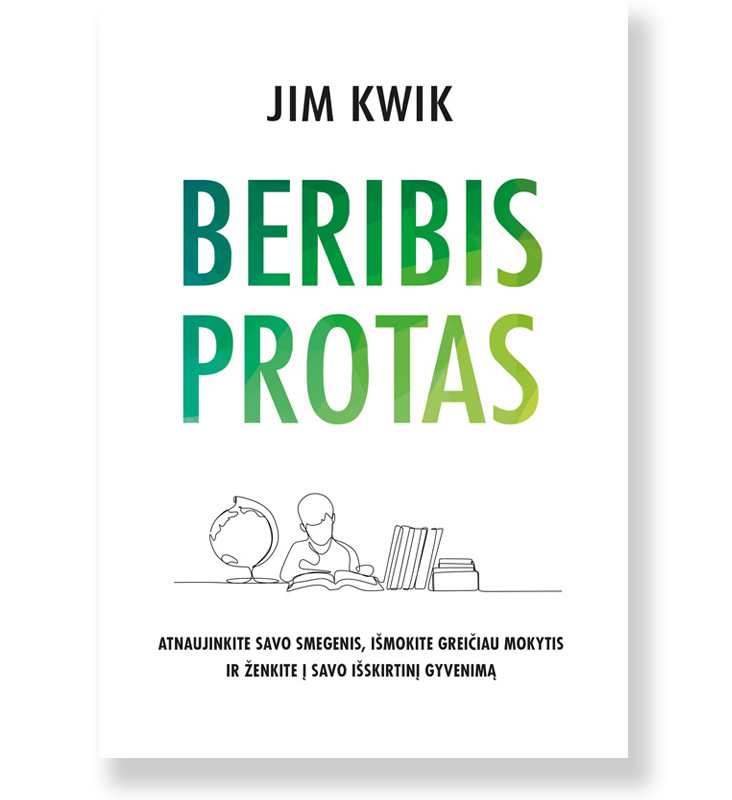 JIM KWIK
BERIBIS
PROTAS
ATNAUJINKITE SAVO SMEGENIS, IŠMOKITE GREIČIAU MOKYTIS
IR ŽENKITE Į SAVO IŠSKIRTINĮ GYVENIMĄ